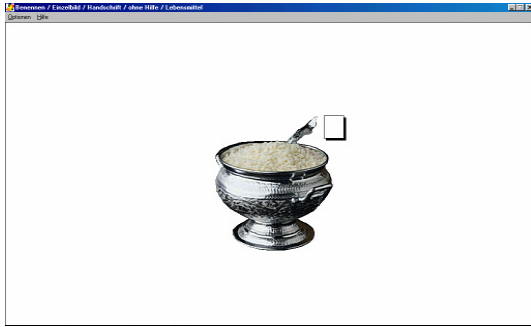 Benennen / Einzelbild / Handschrift / ohne Hilfe / Lebensmittel
Optionen Hilfe